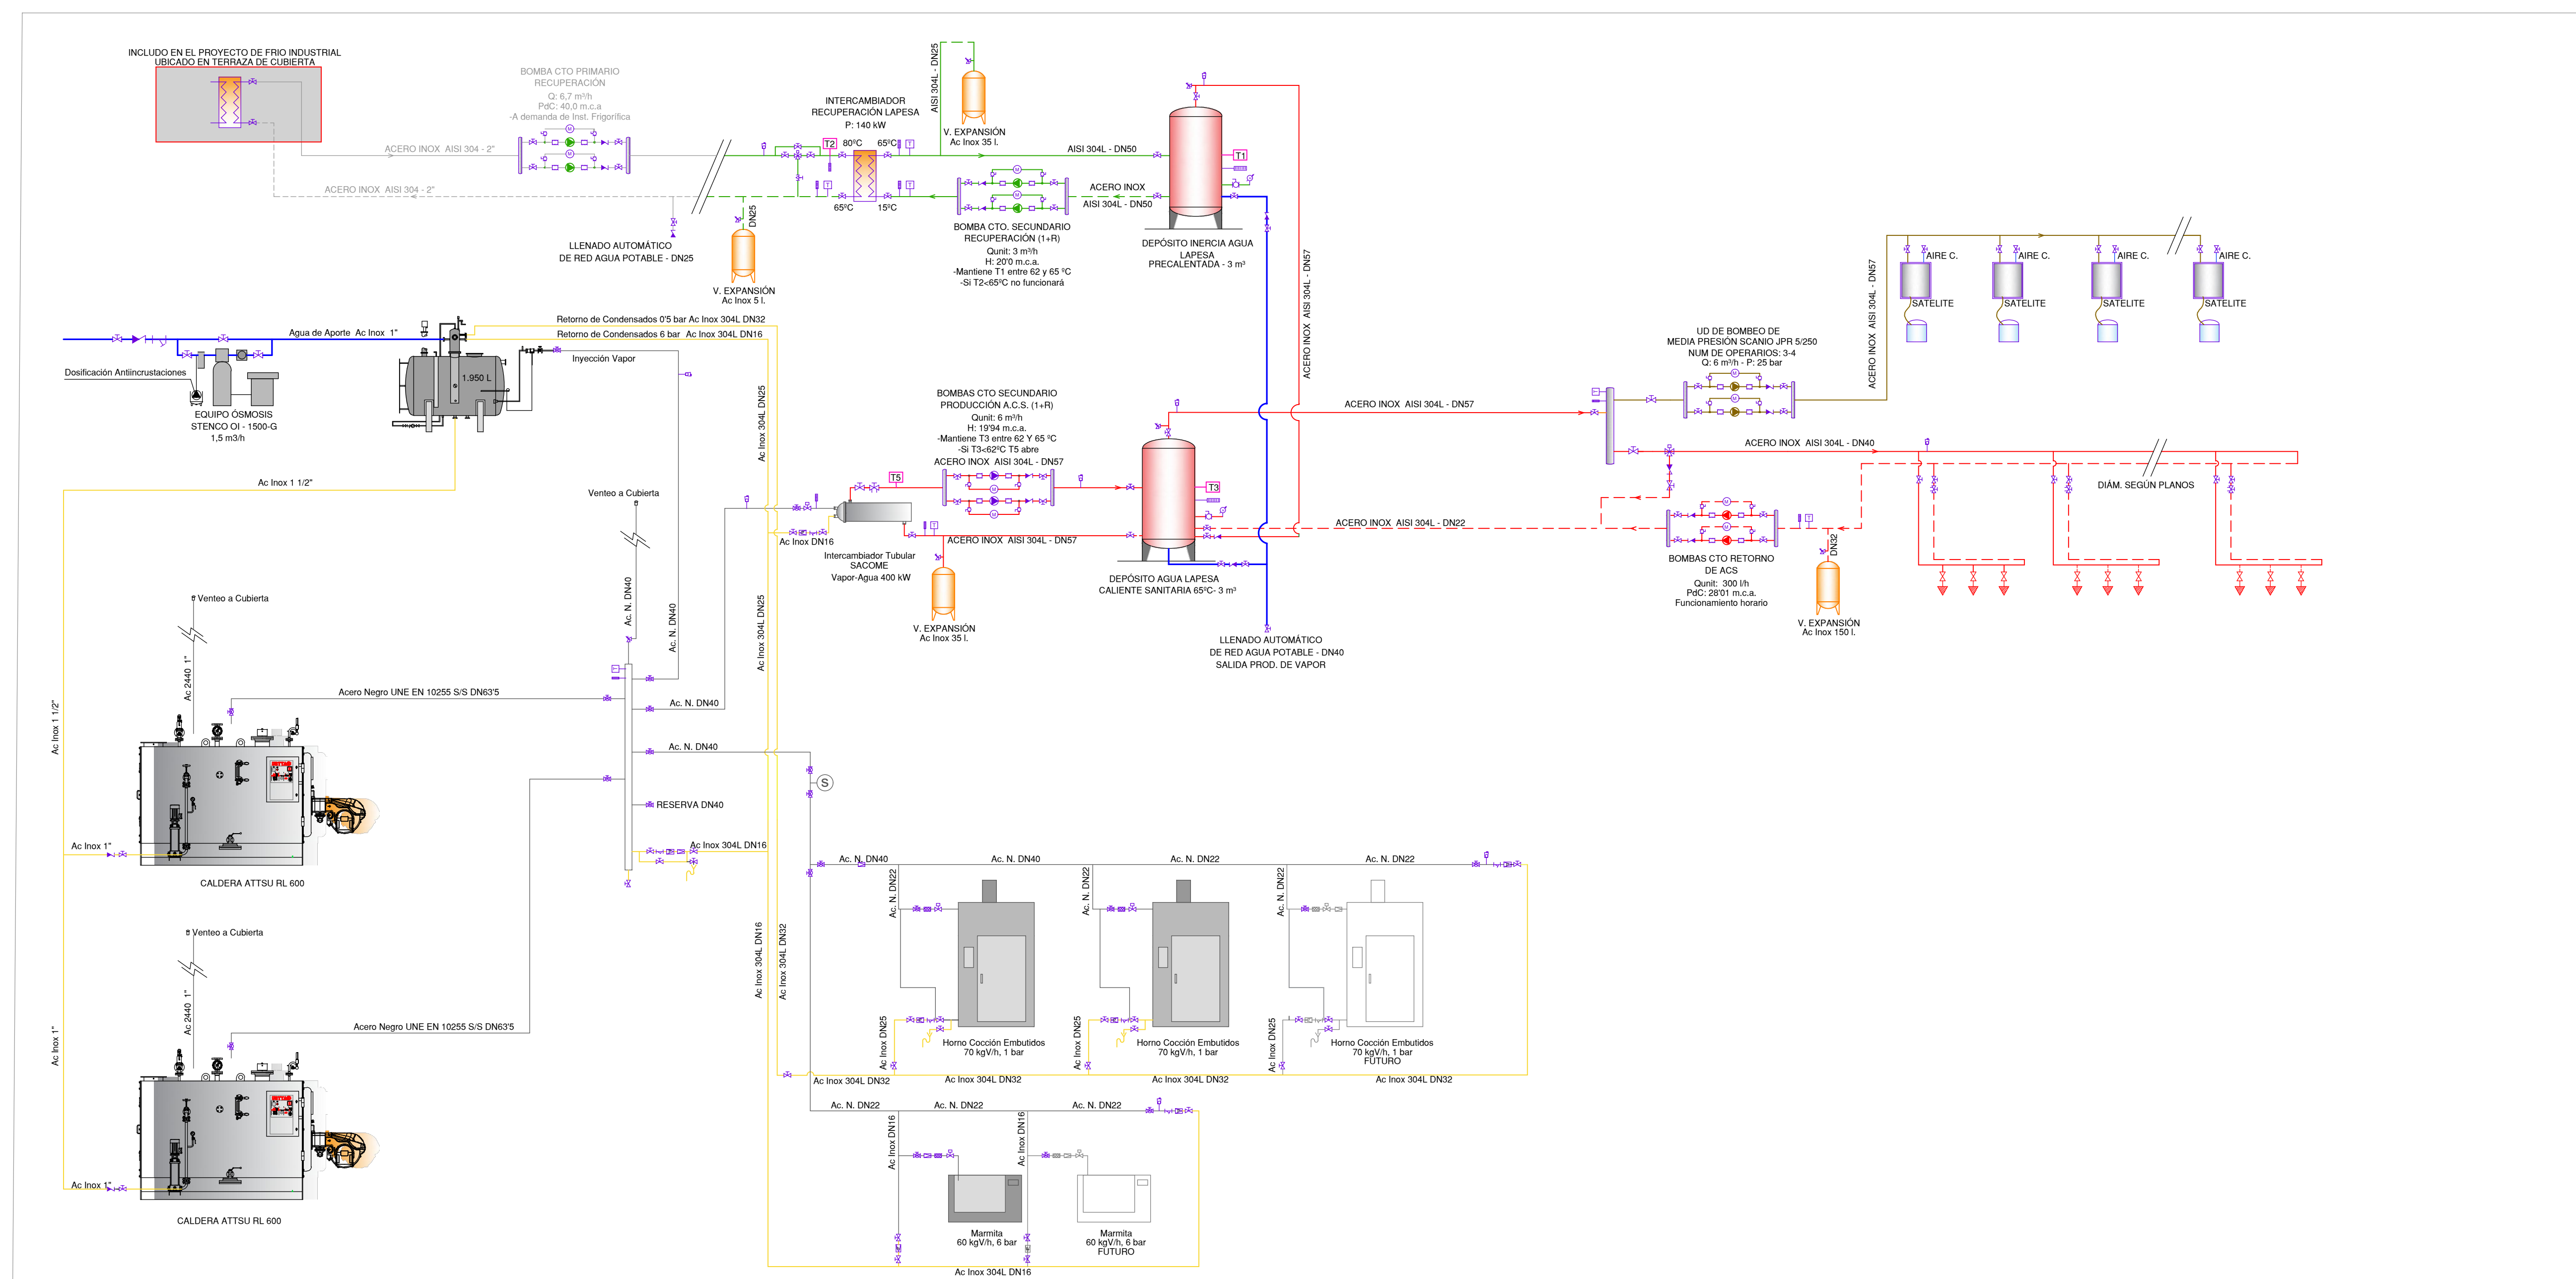 INCLUDO EN EL PROYECTO DE FRIO INDUSTRIAL
UBICADO EN TERRAZA DE CUBIERTA
BOMBA CTO PRIMARIO
RECUPERACIÓN
Q: 6,7 m³/h
PdC: 40,0 m.c.a
-A demanda de Inst. Frigorífica
ACERO INOX AISI 304 - 2"
ACERO INOX AISI 304 - 2"
LLENADO AUTOMÁTICO
DE RED AGUA POTABLE - DN25
DN25
V. EXPANSIÓN
Ac Inox 5 l.
INTERCAMBIADOR
RECUPERACIÓN LAPESA
P: 140 kW
T2
80ºC
65ºC
65ºC
15ºC
T
T
T
AISI 304L - DN25
V. EXPANSIÓN
Ac Inox 35 l.
AISI 304L - DN50
ACERO INOX
AISI 304L - DN50
M
M
M
M
BOMBA CTO. SECUNDARIO
RECUPERACIÓN (1+R)
Qunit: 3 m³/h
H: 20'0 m.c.a.
-Mantiene T1 entre 62 y 65 ºC
-Si T2<65ºC no funcionará
T1
DEPÓSITO INERCIA AGUA
LAPESA
PRECALENTADA - 3 m³
ACERO INOX AISI 304L - DN57
Agua de Aporte Ac Inox 1"
Dosificación Antiincrustaciones
EQUIPO ÓSMOSIS
STENCO OI - 1500-G
1,5 m3/h
1.950 L
Retorno de Condensados 0'5 bar Ac Inox 304L DN32
Retorno de Condensados 6 bar Ac Inox 304L DN16
Inyección Vapor
Ac Inox 1 1/2"
Ac Inox 304L DN25
Ac Inox 304L DN25
BOMBAS CTO SECUNDARIO
PRODUCCIÓN A.C.S. (1+R)
Qunit: 6 m³/h
H: 19'94 m.c.a.
-Mantiene T3 entre 62 Y 65 ºC
-Si T3<62ºC T5 abre
ACERO INOX AISI 304L - DN57
T5
M
M
T
T3
Ac Inox DN16
Intercambiador Tubular
SACOME
Vapor-Agua 400 kW
ACERO INOX AISI 304L - DN57
V. EXPANSIÓN
Ac Inox 35 l.
DEPÓSITO AGUA LAPESA
CALIENTE SANITARIA 65ºC- 3 m³
LLENADO AUTOMÁTICO
DE RED AGUA POTABLE - DN40
SALIDA PROD. DE VAPOR
ACERO INOX AISI 304L - DN57
ACERO INOX AISI 304L - DN22
UD DE BOMBEO DE
MEDIA PRESIÓN SCANIO JPR 5/250
NUM DE OPERARIOS: 3-4
Q: 6 m³/h - P: 25 bar
M
M
ACERO INOX AISI 304L - DN57
AIRE C.
AIRE C.
AIRE C.
AIRE C.
SATELITE
SATELITE
SATELITE
SATELITE
ACERO INOX AISI 304L - DN40
DIÁM. SEGÚN PLANOS
M
M
T
BOMBAS CTO RETORNO
DE ACS
Qunit: 300 l/h
PdC: 28'01 m.c.a.
Funcionamiento horario
DN32
V. EXPANSIÓN
Ac Inox 150 l.
Venteo a Cubierta
Ac. N. DN40
Ac. N. DN40
Venteo a Cubierta
Ac 2440 1"
Acero Negro UNE EN 10255 S/S DN63'5
Ac Inox 1 1/2"
Ac Inox 1"
CALDERA ATTSU RL 600
Venteo a Cubierta
Ac 2440 1"
Acero Negro UNE EN 10255 S/S DN63'5
Ac Inox 1"
Ac Inox 1"
CALDERA ATTSU RL 600
Ac. N. DN40
Ac. N. DN40
S
RESERVA DN40
Ac Inox 304L DN16
Ac Inox 304L DN16
Ac Inox 304L DN32
Ac. N. DN40
Ac. N. DN40
Ac. N. DN22
Ac. N. DN22
Ac. N. DN22
Ac. N. DN22
Ac. N. DN22
Ac Inox DN25
Ac Inox DN25
Ac Inox DN25
Horno Cocción Embutidos
70 kgV/h, 1 bar
Horno Cocción Embutidos
70 kgV/h, 1 bar
Horno Cocción Embutidos
70 kgV/h, 1 bar
FUTURO
Ac Inox 304L DN32
Ac Inox 304L DN32
Ac Inox 304L DN32
Ac Inox 304L DN32
Ac. N. DN22
Ac. N. DN22
Ac. N. DN22
Ac Inox DN16
Ac Inox DN16
Marmita
60 kgV/h, 6 bar
Marmita
60 kgV/h, 6 bar
FUTURO
Ac Inox 304L DN16